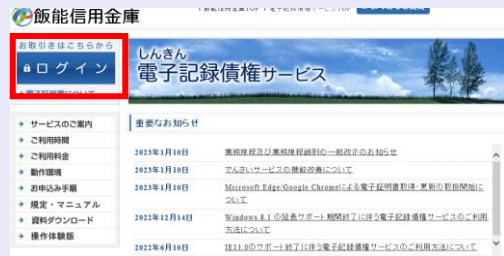 飯能信用金庫
お取引きはこちらから
ログイン
しんきん
電子記録債権サービス
サービスのご案内
ご利用時間
ご利用料金
動作環境
お申込み手順
規定・マニュアル
資料ダウンロード
操作体験版
重要なお知らせ
2023年1月10日 業務規程及び業務規程細則の一部改正のお知らせ
2023年1月10日 でんさいサービスの機能改善について
2023年1月10日 Microsoft Edge/Google Chromeによる電子証明書取得・更新の取扱開始に
ついて
2022年12月14日 Windows 8.1 の延長サポート期間終了に伴う電子記録債権サービスのご利用
方法について
2022年6月10日 IE11.0のサポート終了に伴う電子記録債権サービスのご利用方法について